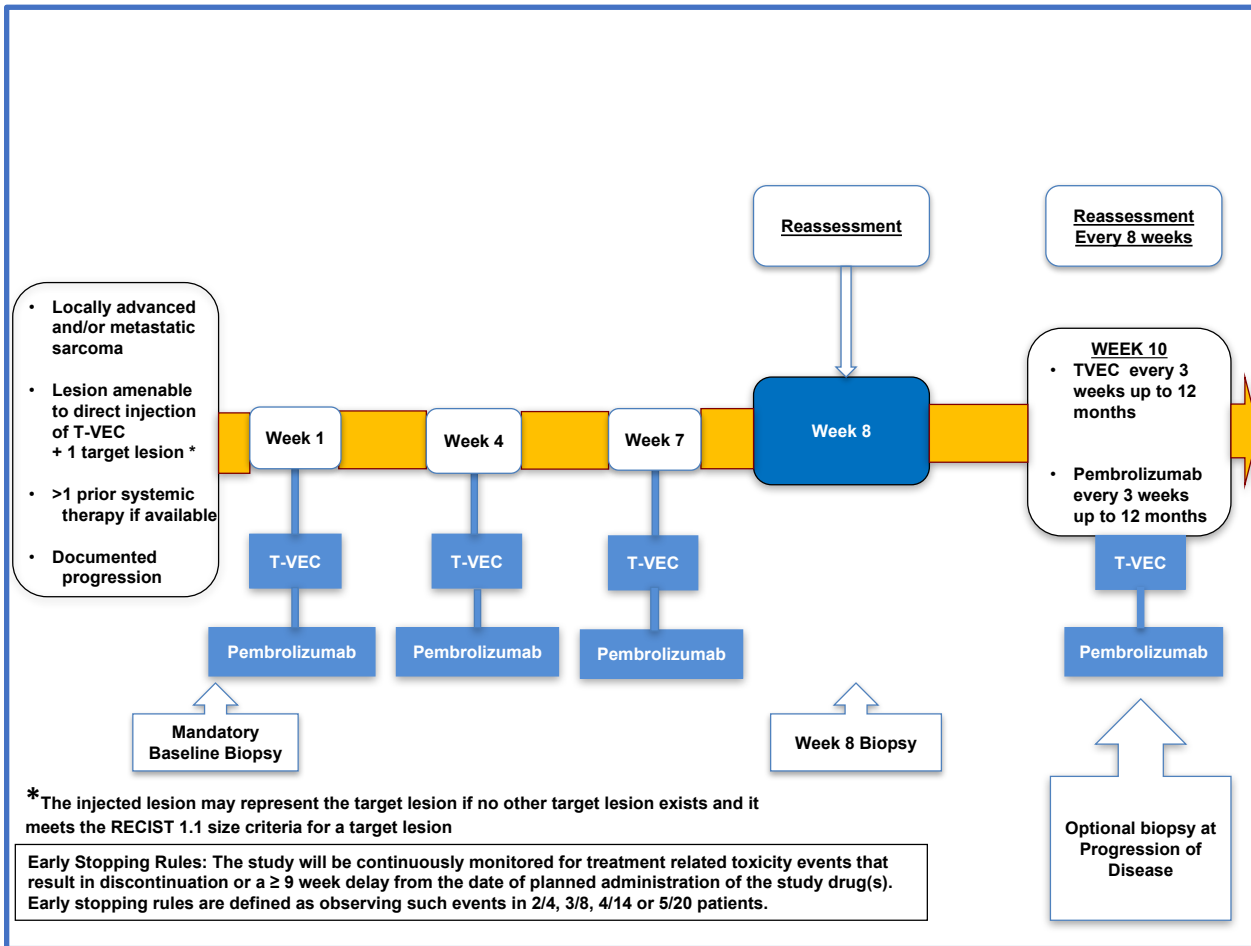 Reassessment
Reassessment
Every 8 weeks
• Locally advanced
and/or metastatic
sarcoma
• Lesion amenable
to direct injection
of T-VEC
+ 1 target lesion *
• >1 prior systemic
therapy if available
• Documented
progression
Week 1
Week 4
Week 7
Week 8
WEEK 10
• TVEC every 3
weeks up to 12
months
• Pembrolizumab
every 3 weeks
up to 12 months
T-VEC
T-VEC
T-VEC
T-VEC
Pembrolizumab
Pembrolizumab
Pembrolizumab
Pembrolizumab
Mandatory
Baseline Biopsy
Week 8 Biopsy
Optional biopsy at
Progression of
Disease
*The injected lesion may represent the target lesion if no other target lesion exists and it
meets the RECIST 1.1 size criteria for a target lesion
Early Stopping Rules: The study will be continuously monitored for treatment related toxicity events that
result in discontinuation or a ≥ 9 week delay from the date of planned administration of the study drug(s).
Early stopping rules are defined as observing such events in 2/4, 3/8, 4/14 or 5/20 patients.